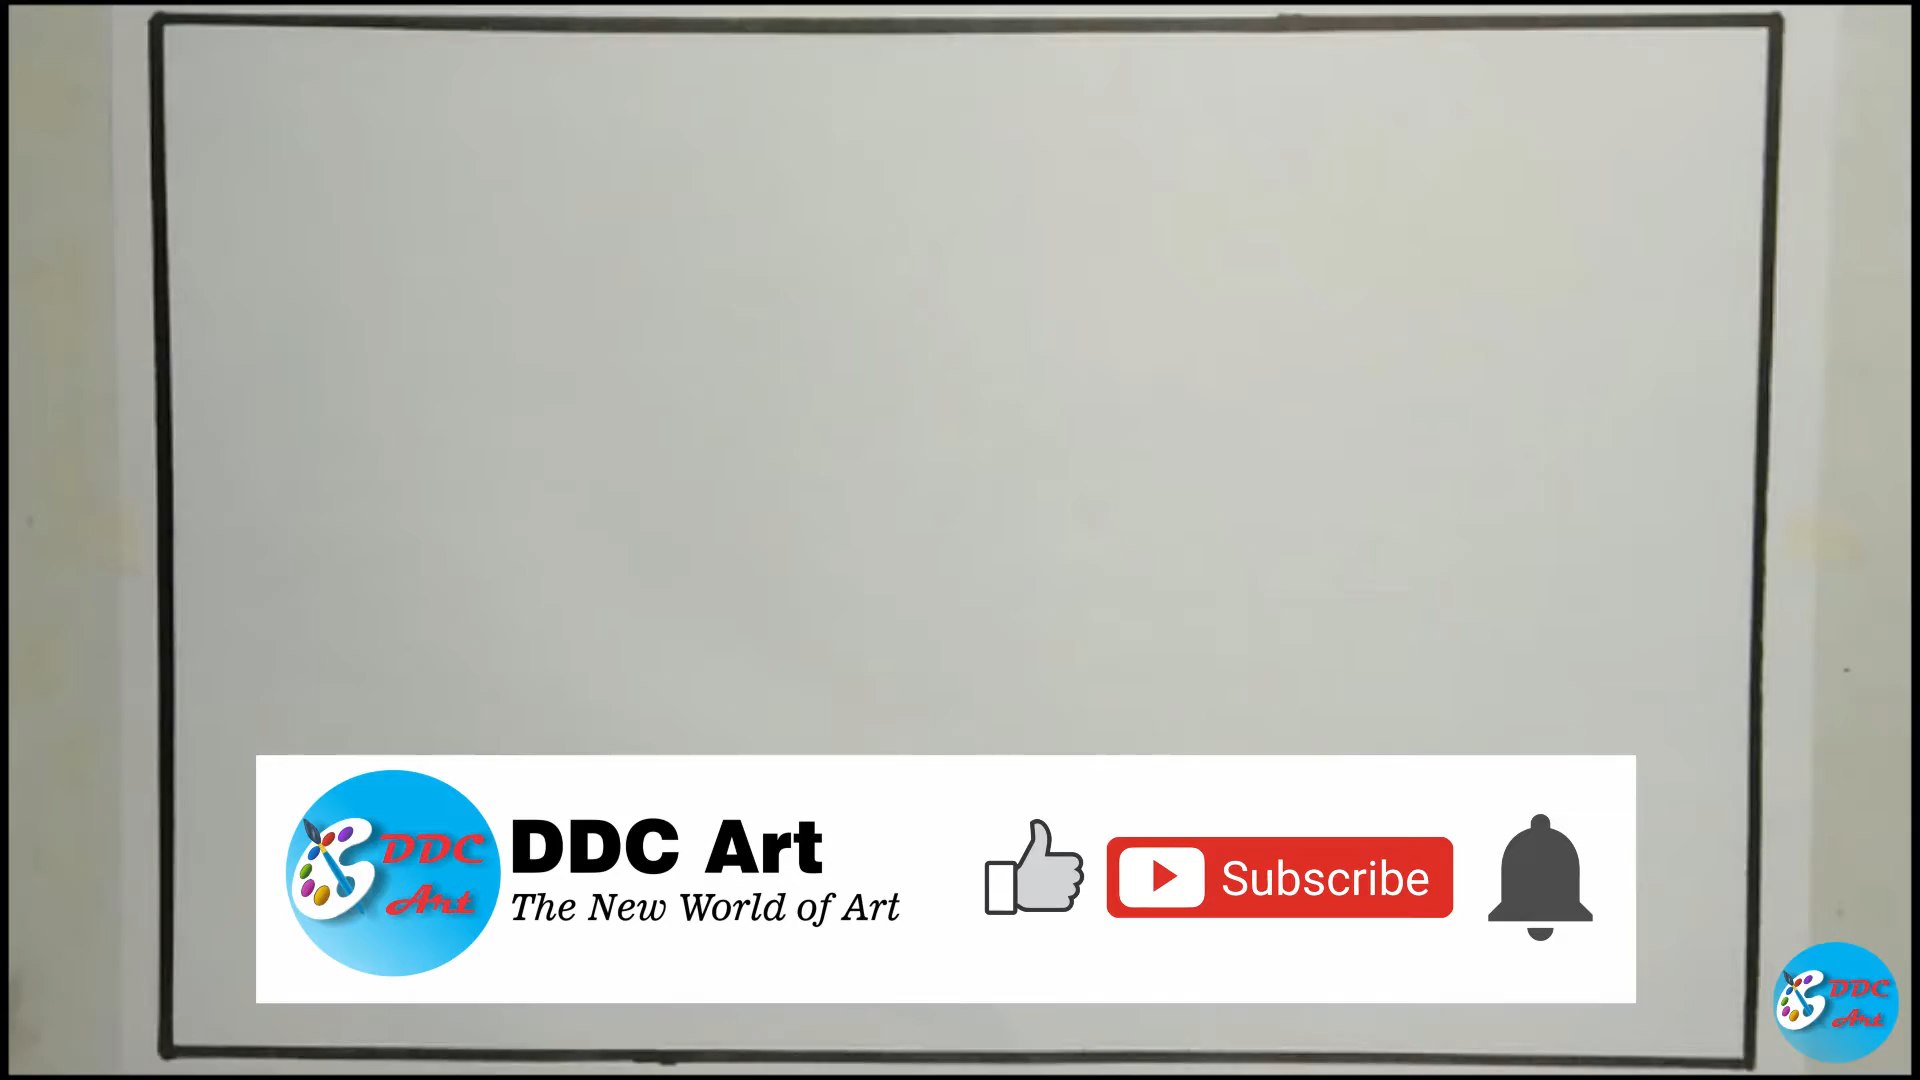 DDC Art
The New World of Art
DDC
Art
Subscribe
DDC
Art